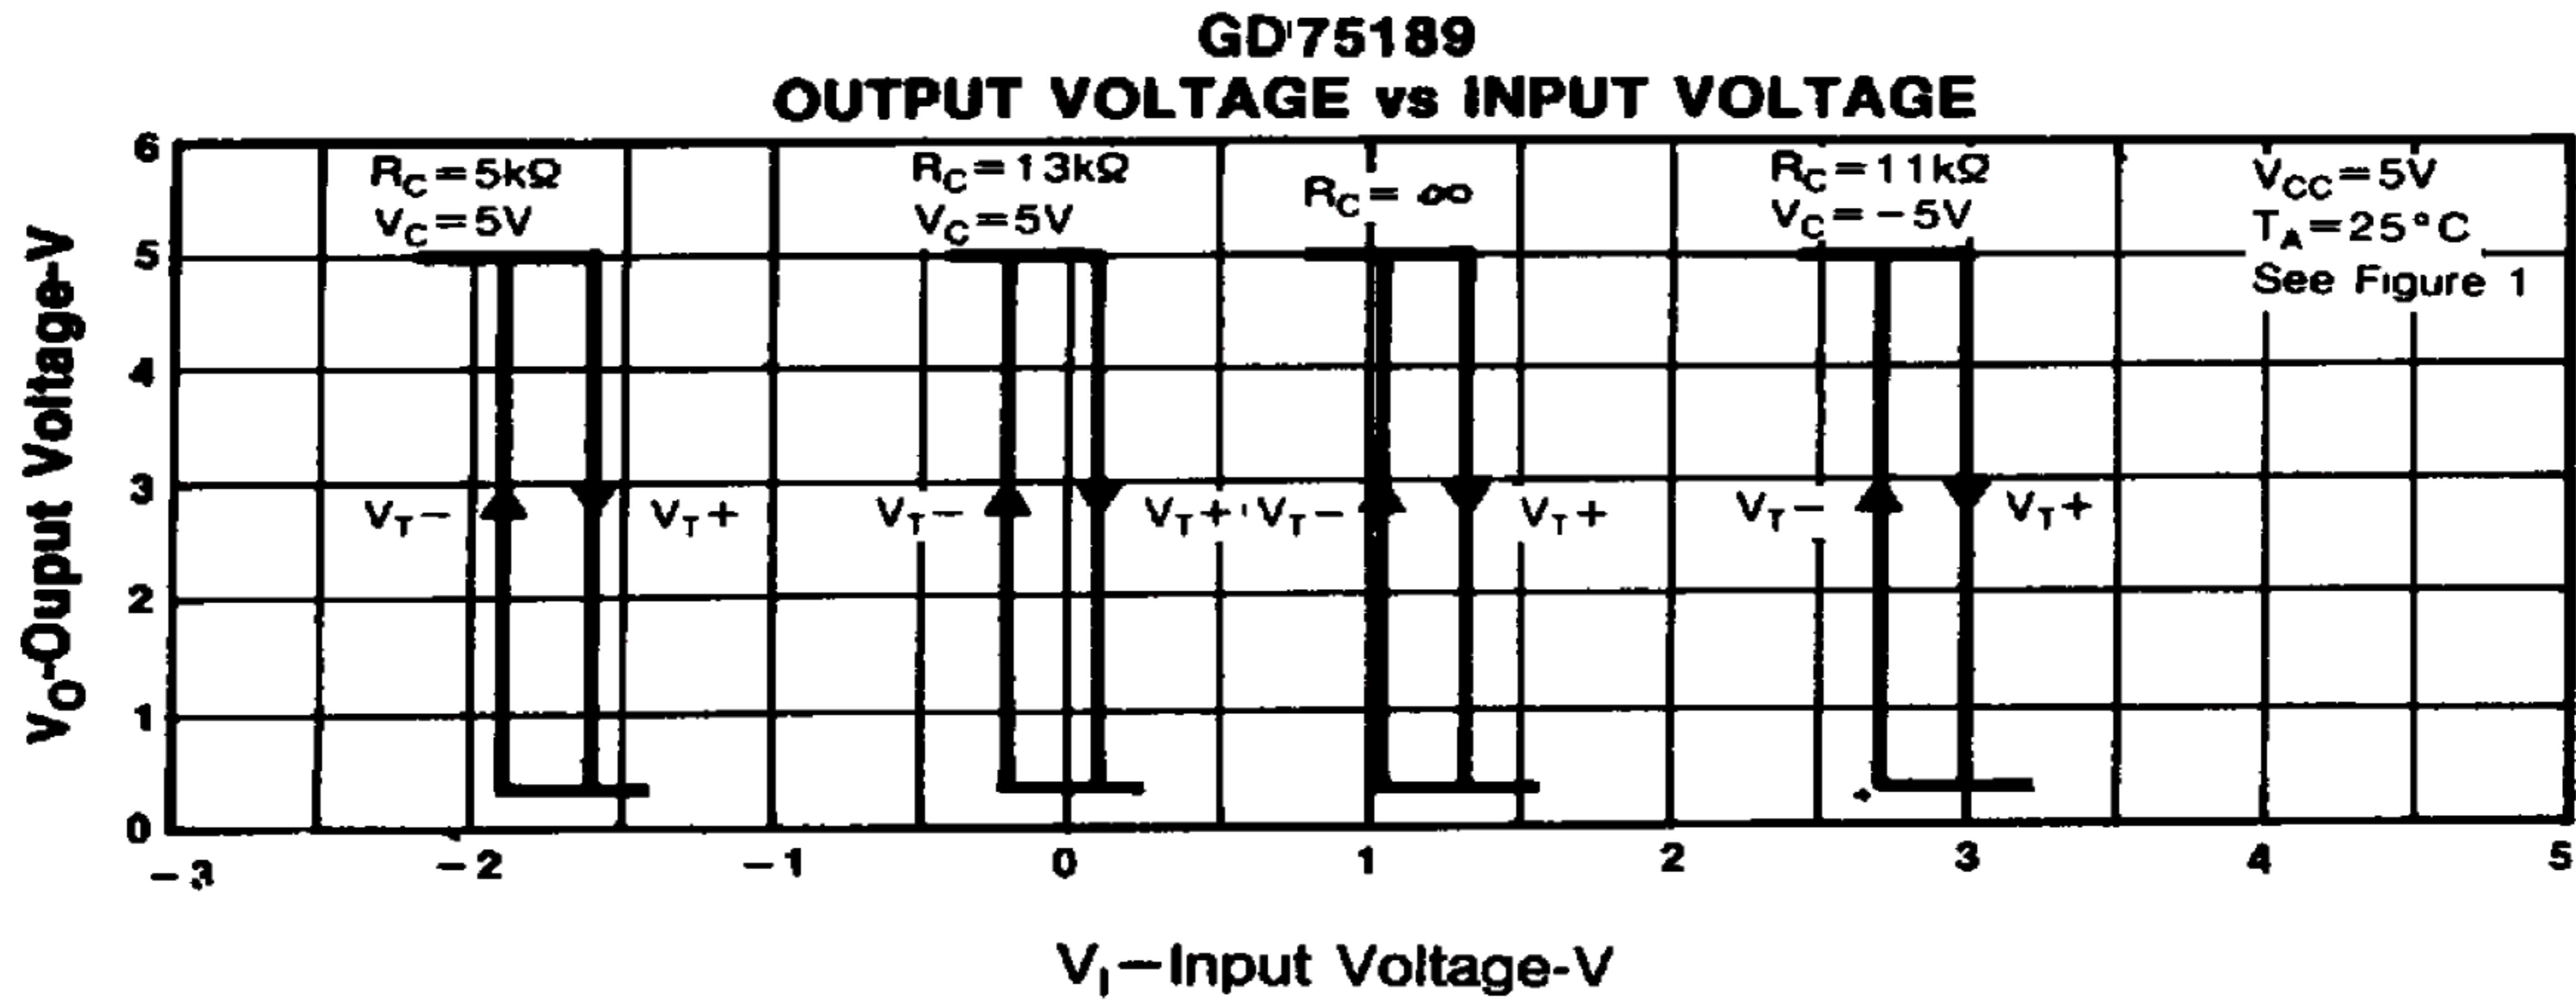 GD'75189
OUTPUT VOLTAGE vs INPUT VOLTAGE
Vo-Ouput Voltage-V
6
5
4
3
2
1
0
RC=5kΩ
VC=5V
RC=13kΩ
VC=5V
RC=∞
RC=11kΩ
VC=-5V
VCC=5V
TA=25°C
See Figure 1
VT-
VT+
VT-
VT+
VT-
VT+
VT-
VT+
-3
-2
-1
0
1
2
3
4
5
VI-Input Voltage-V